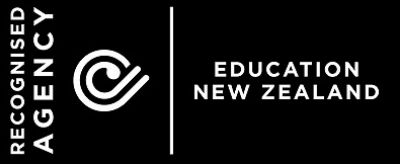 RECOGNISED
AGENCY
EDUCATION
NEW ZEALAND